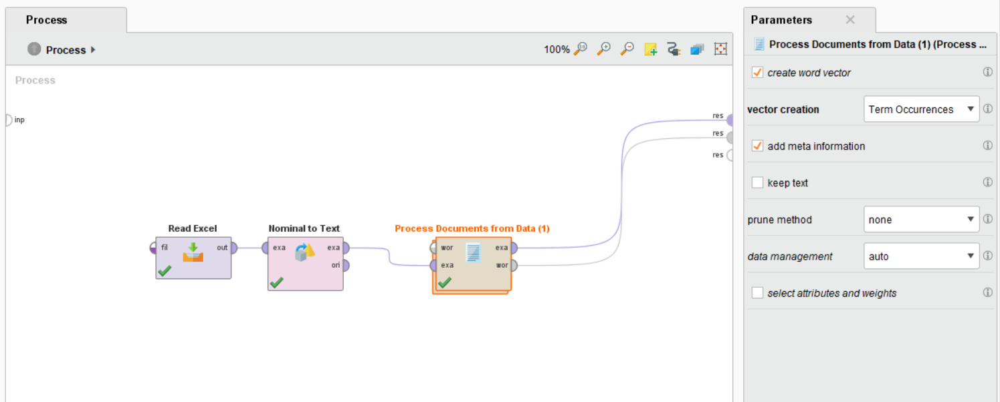 Process
Process
100%
Process
inp
res
res
res
Read Excel
fil
out
Nominal to Text
exa
exa
ori
Process Documents from Data (1)
wor
exa
exa
wor
Parameters
Process Documents from Data (1) (Process ...
create word vector
vector creation
Term Occurrences
add meta information
keep text
prune method
none
data management
auto
select attributes and weights